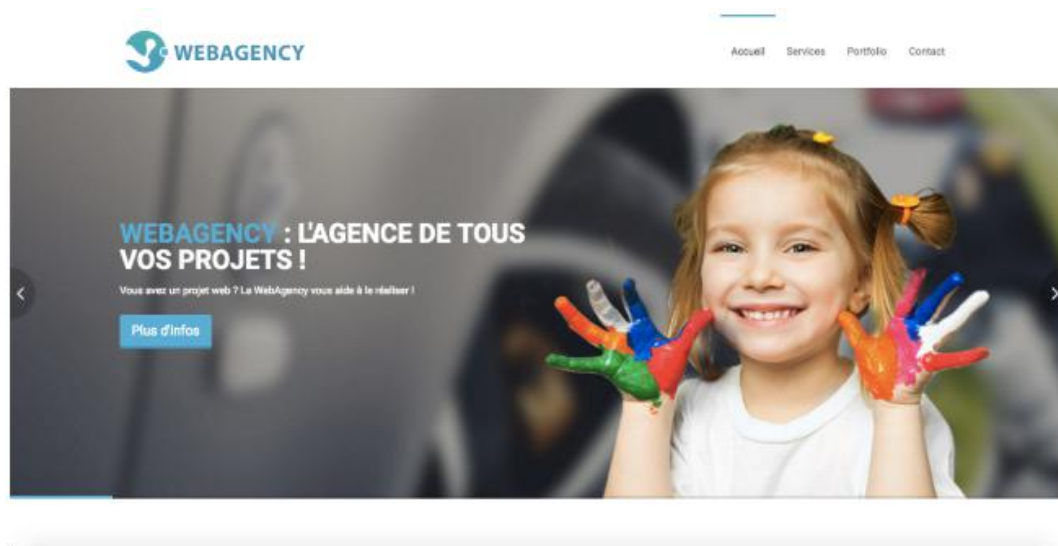 WEBAGENCY
Accueil Services Portfolio Contact
WEBAGENCY : L'AGENCE DE TOUS
VOS PROJETS !
Vous avez un projet web ? La WebAgency vous aide à le réaliser !
Plus d'infos